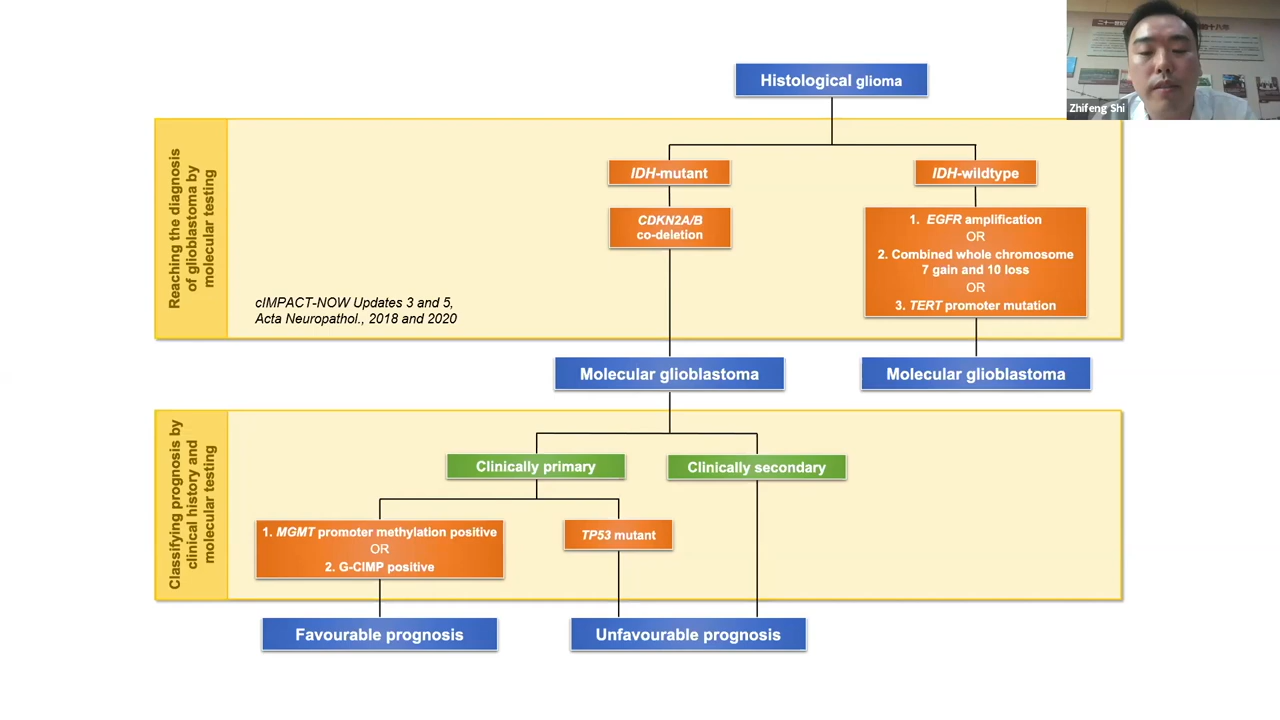 Histological glioma
Zhifeng Shi
Reaching the diagnosis
of glioblastoma by
molecular testing
IDH-mutant
IDH-wildtype
CDKN2A/B
co-deletion
1. EGFR amplification
OR
2. Combined whole chromosome
7 gain and 10 loss
OR
3. TERT promoter mutation
cIMPACT-NOW Updates 3 and 5,
Acta Neuropathol., 2018 and 2020
Molecular glioblastoma
Molecular glioblastoma
Classifying prognosis by
clinical history and
molecular testing
Clinically primary
Clinically secondary
1. MGMT promoter methylation positive
OR
2. G-CIMP positive
TP53 mutant
Favourable prognosis
Unfavourable prognosis